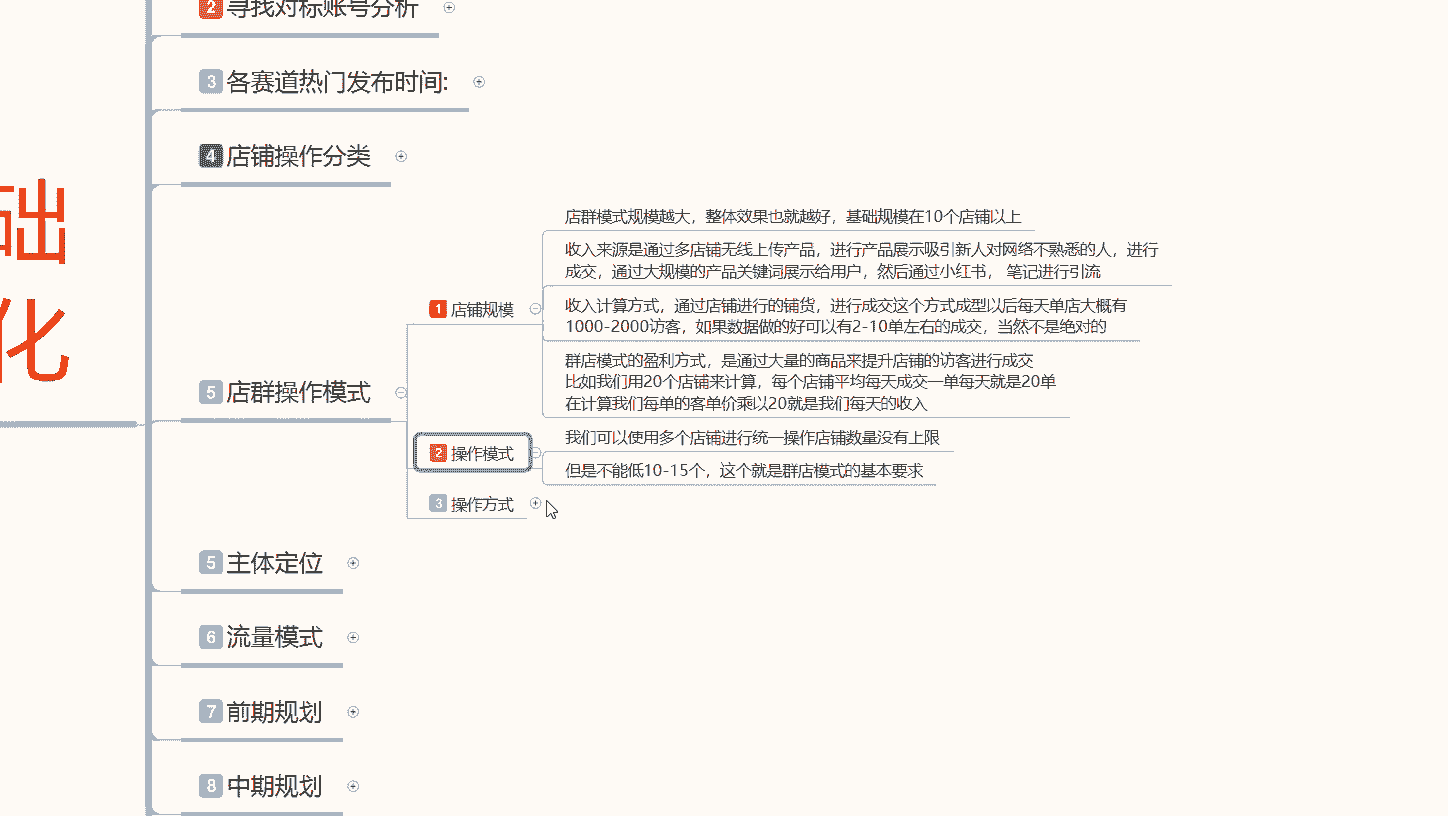 础
化
2 寻找对标账号分析
3 各赛道热门发布时间:
4 店铺操作分类
5 店群操作模式
1 店铺规模
店群模式规模越大，整体效果也就越好，基础规模在10个店铺以上
收入来源是通过多店铺无线上传产品，进行产品展示吸引新人对网络不熟悉的人，进行
成交，通过大规模的产品关键词展示给用户，然后通过小红书， 笔记进行引流
收入计算方式，通过店铺进行的铺货，进行成交这个方式成型以后每天单店大概有
1000-2000访客，如果数据做的好可以有2-10单左右的成交，当然不是绝对的
群店模式的盈利方式，是通过大量的商品来提升店铺的访客进行成交
比如我们用20个店铺来计算，每个店铺平均每天成交一单每天就是20单
在计算我们每单的客单价乘以20就是我们每天的收入
2 操作模式
我们可以使用多个店铺进行统一操作店铺数量没有上限
但是不能低10-15个，这个就是群店模式的基本要求
3 操作方式
5 主体定位
6 流量模式
7 前期规划
8 中期规划